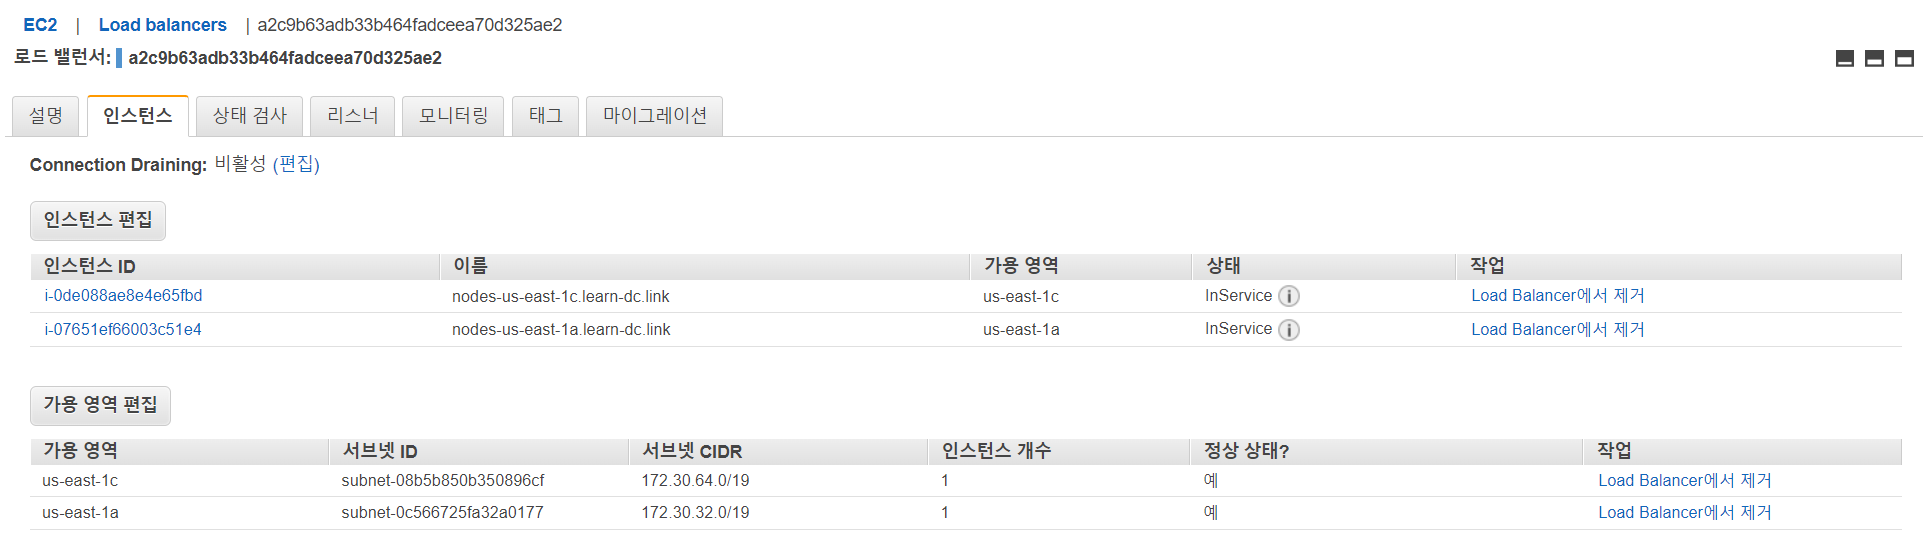 EC2 | Load balancers | a2c9b63adb33b464fadceea70d325ae2
로드 밸런서: a2c9b63adb33b464fadceea70d325ae2
설명 인스턴스 상태 검사 리스너 모니터링 태그 마이그레이션
Connection Draining: 비활성 (편집)
인스턴스 편집
인스턴스 ID 이름 가용 영역 상태 작업
i-0de088ae8e4e65fbd nodes-us-east-1c.learn-dc.link us-east-1c InService Load Balancer에서 제거
i-07651ef66003c51e4 nodes-us-east-1a.learn-dc.link us-east-1a InService Load Balancer에서 제거
가용 영역 편집
가용 영역 서브넷 ID 서브넷 CIDR 인스턴스 개수 정상 상태? 작업
us-east-1c subnet-08b5b850b350896cf 172.30.64.0/19 1 예 Load Balancer에서 제거
us-east-1a subnet-0c566725fa32a0177 172.30.32.0/19 1 예 Load Balancer에서 제거